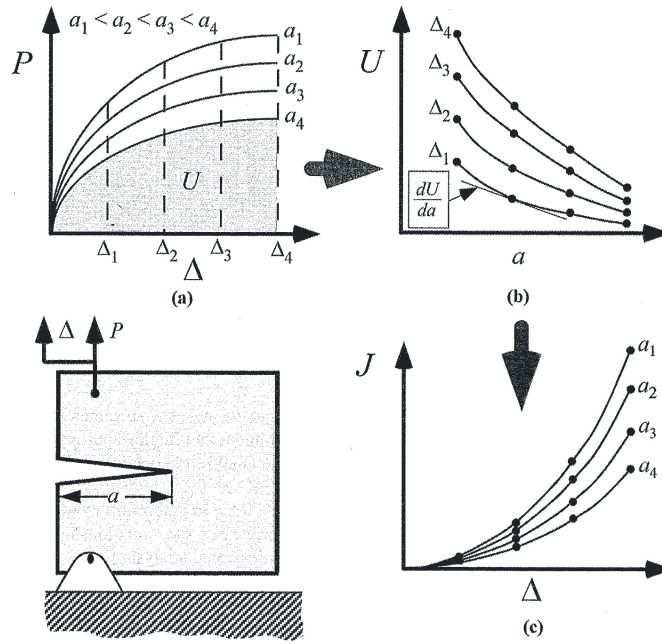 a₁ < a₂ < a₃ < a₄
P
a₁
a₂
a₃
a₄
U
Δ₁ Δ₂ Δ₃ Δ₄
Δ
(a)
U
Δ₄
Δ₃
Δ₂
Δ₁
dU
da
a
(b)
Δ P
a
J
a₁
a₂
a₃
a₄
Δ
(c)